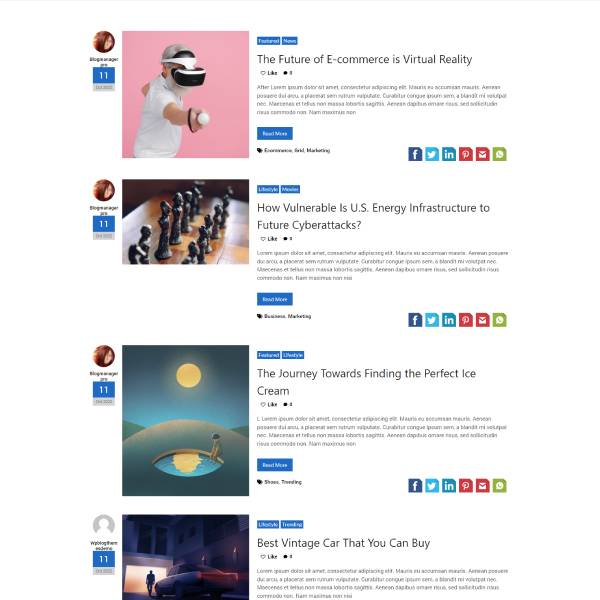 Blogmanager
pro
11
Oct 2022
Featured News
The Future of E-commerce is Virtual Reality
Like 0
After Lorem ipsum dolor sit amet, consectetur adipiscing elit. Mauris eu accumsan mauris. Aenean
posuere dui arcu, a placerat sem rutrum vulputate. Curabitur congue ipsum sem, a blandit mi volutpat
nec. Maecenas et tellus non massa lobortis sagittis. Aenean dapibus ornare risus, sed sollicitudin
risus commodo non. Nam maximus non
Read More
Ecommerce, Grid, Marketing
Blogmanager
pro
11
Oct 2022
Lifestyle Movies
How Vulnerable Is U.S. Energy Infrastructure to
Future Cyberattacks?
Like 0
Lorem ipsum dolor sit amet, consectetur adipiscing elit. Mauris eu accumsan mauris. Aenean posuere
dui arcu, a placerat sem rutrum vulputate. Curabitur congue ipsum sem, a blandit mi volutpat nec.
Maecenas et tellus non massa lobortis sagittis. Aenean dapibus ornare risus, sed sollicitudin risus
commodo non. Nam maximus non nisi
Read More
Business, Marketing
Blogmanager
pro
11
Oct 2022
Featured Lifestyle
The Journey Towards Finding the Perfect Ice
Cream
Like 0
L Lorem ipsum dolor sit amet, consectetur adipiscing elit. Mauris eu accumsan mauris. Aenean
posuere dui arcu, a placerat sem rutrum vulputate. Curabitur congue ipsum sem, a blandit mi volutpat
nec. Maecenas et tellus non massa lobortis sagittis. Aenean dapibus ornare risus, sed sollicitudin
risus commodo non. Nam maximus non
Read More
Shoes, Trending
Wpblogthem
esdemo
11
Oct 2022
Lifestyle Trending
Best Vintage Car That You Can Buy
Like 0
Lorem ipsum dolor sit amet, consectetur adipiscing elit. Mauris eu accumsan mauris. Aenean posuere
dui arcu, a placerat sem rutrum vulputate. Curabitur congue ipsum sem, a blandit mi volutpat nec.
Maecenas et tellus non massa lobortis sagittis. Aenean dapibus ornare risus, sed sollicitudin risus
commodo non. Nam maximus non nisi